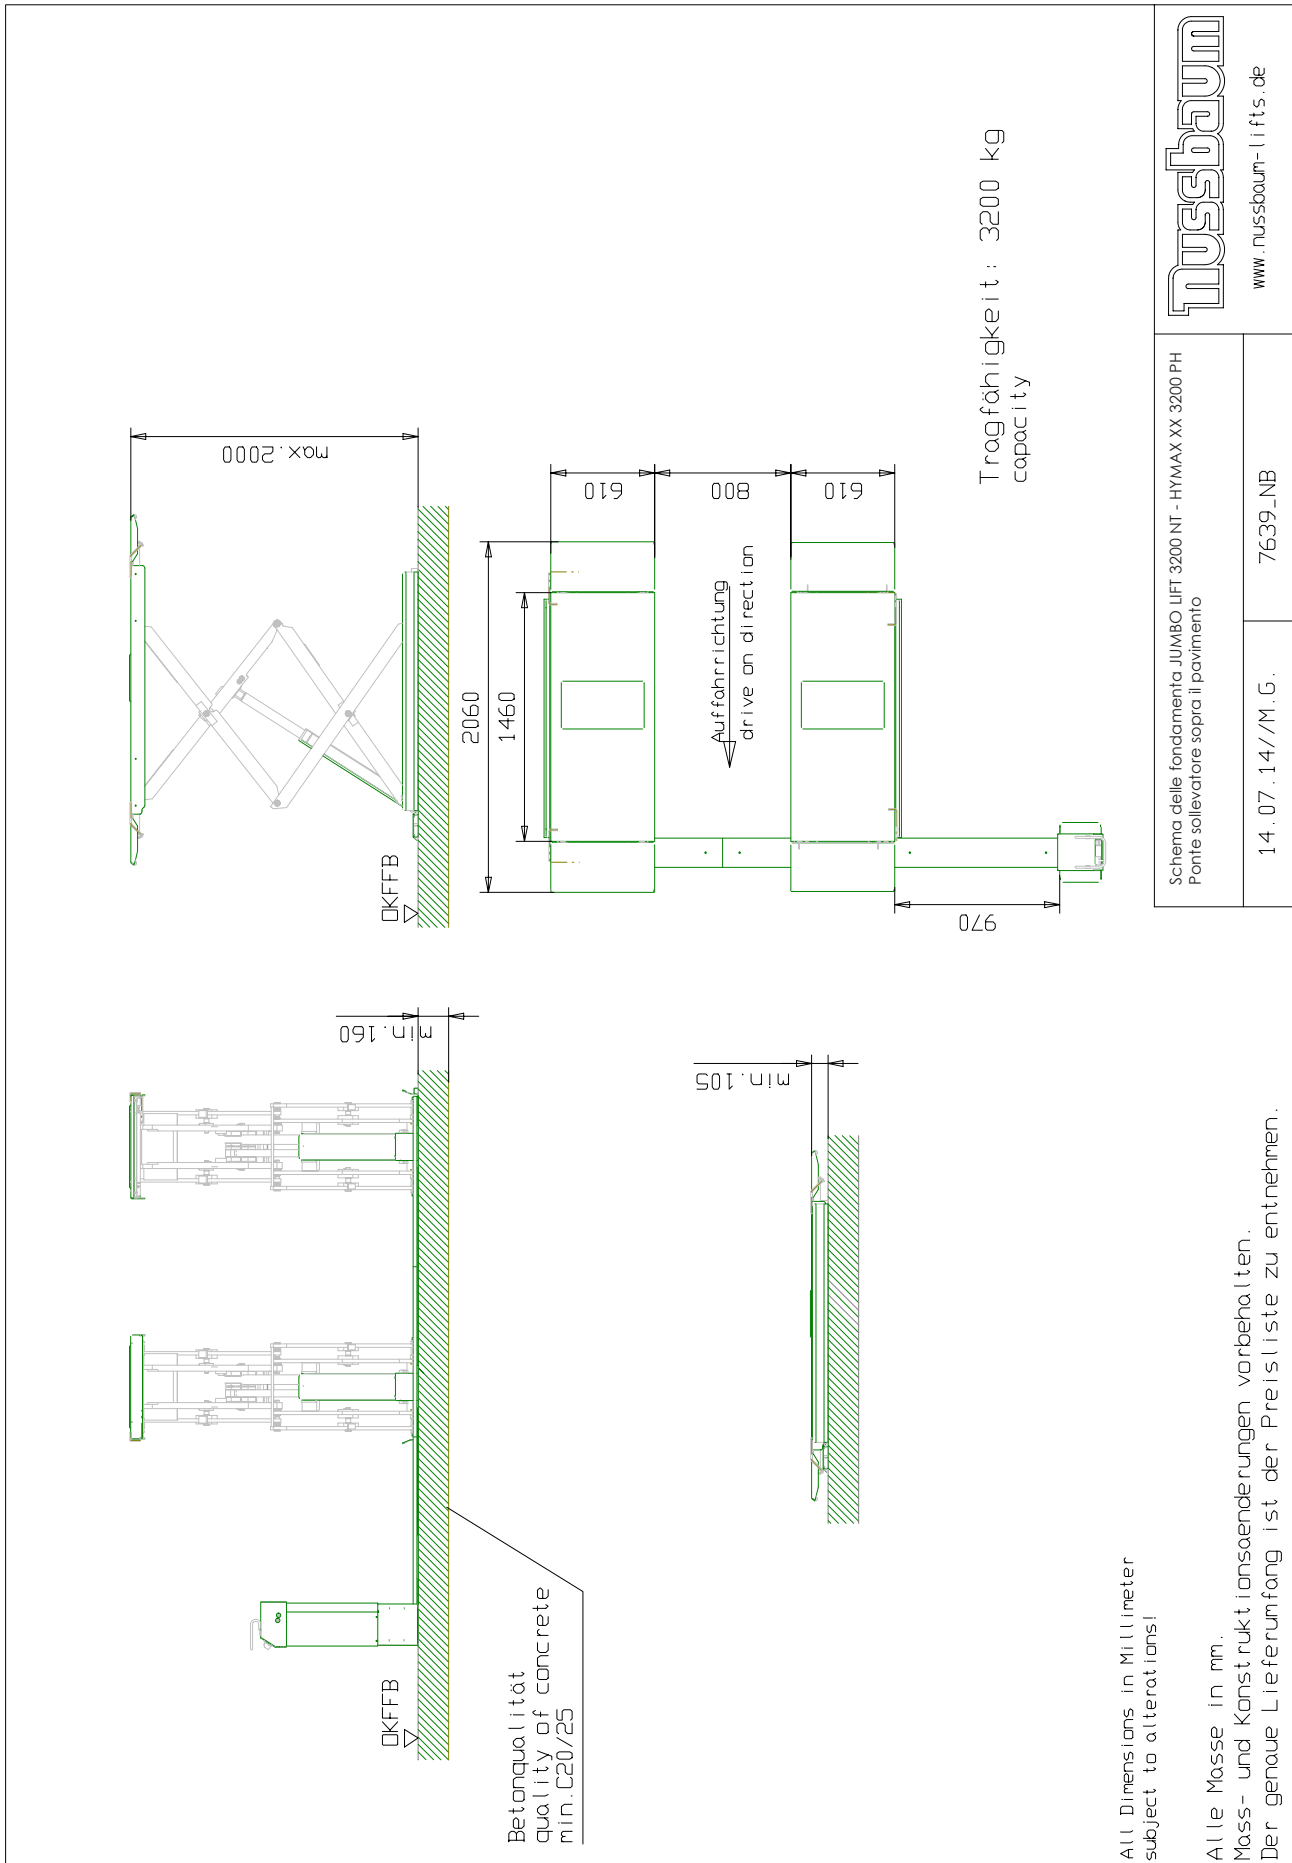 OKFFB
min.160
Betonqualität
quality of concrete
min.C20/25
OKFFB
max.2000
min.105
2060
1460
610
800
610
Auffahrrichtung
drive on direction
970
Tragfähigkeit: 3200 kg
capacity
All Dimensions in Millimeter
subject to alterations!
Alle Masse in mm.
Mass- und Konstruktionsaenderungen vorbehalten.
Der genaue Lieferumfang ist der Preisliste zu entnehmen.
Schema delle fondamenta JUMBO LIFT 3200 NT - HYMAX XX 3200 PH
Ponte sollevatore sopra il pavimento
14.07.14//M.G.
7639_NB
nussbaum
www.nussbaum-lifts.de